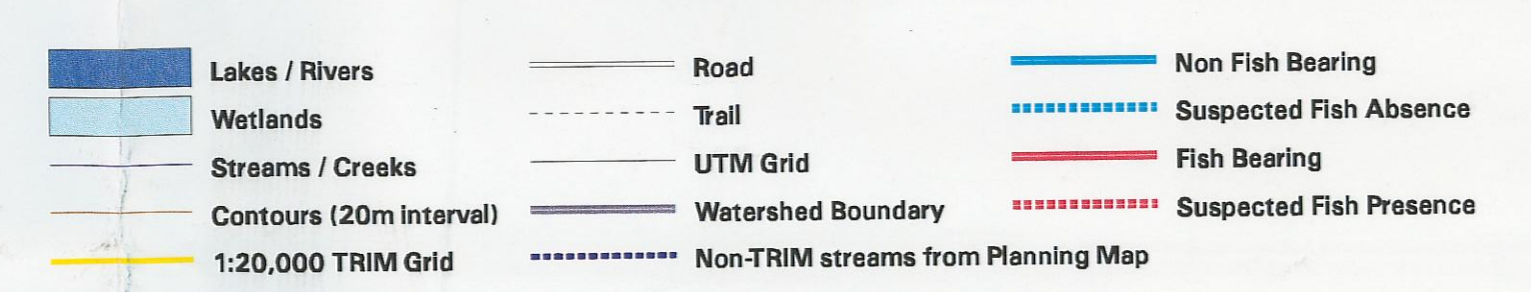 Lakes / Rivers
Wetlands
Streams / Creeks
Contours (20m interval)
1:20,000 TRIM Grid
Road
Trail
UTM Grid
Watershed Boundary
Non-TRIM streams from Planning Map
Non Fish Bearing
Suspected Fish Absence
Fish Bearing
Suspected Fish Presence